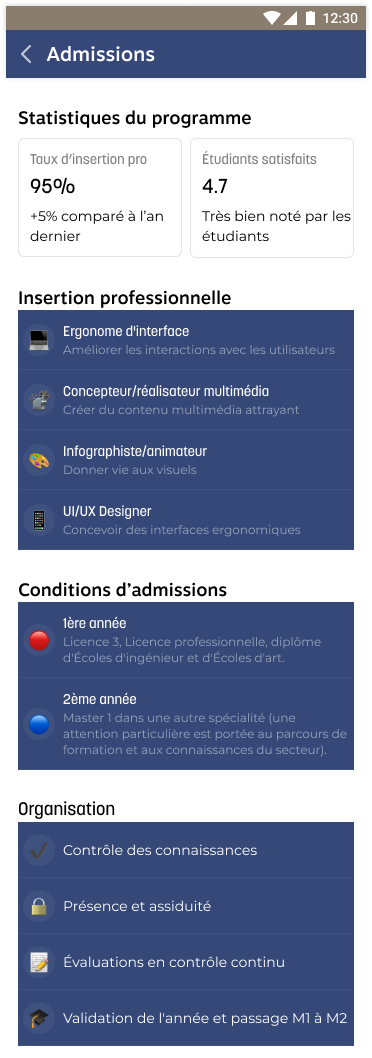 12:30
Admissions
Statistiques du programme
Taux d’insertion pro
95%
+5% comparé à l’an
dernier
Étudiants satisfaits
4.7
Très bien noté par les
étudiants
Insertion professionnelle
Ergonome d'interface
Améliorer les interactions avec les utilisateurs
Concepteur/réalisateur multimédia
Créer du contenu multimédia attrayant
Infographiste/animateur
Donner vie aux visuels
UI/UX Designer
Concevoir des interfaces ergonomiques
Conditions d’admissions
1ère année
Licence 3, Licence professionnelle, diplôme
d'Écoles d'ingénieur et d'Écoles d'art.
2ème année
Master 1 dans une autre spécialité (une
attention particulière est portée au parcours de
formation et aux connaissances du secteur).
Organisation
Contrôle des connaissances
Présence et assiduité
Évaluations en contrôle continu
Validation de l'année et passage M1 à M2